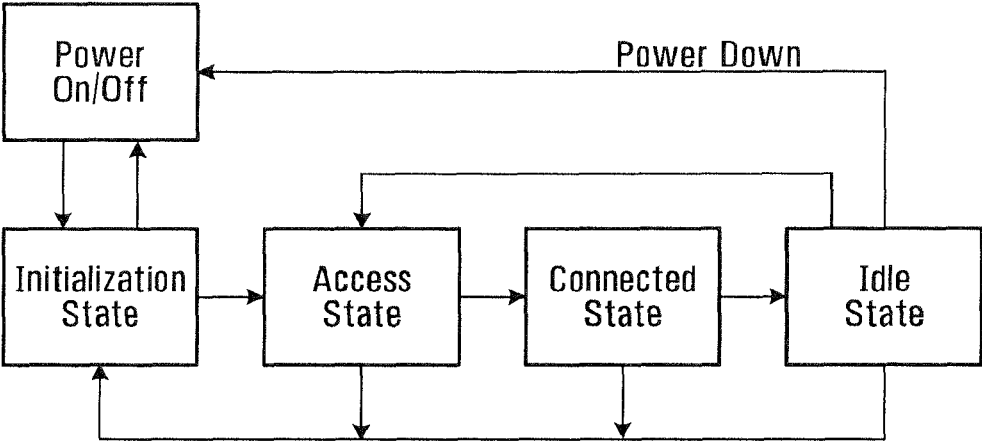 Power
On/Off
Power Down
Initialization
State
Access
State
Connected
State
Idle
State